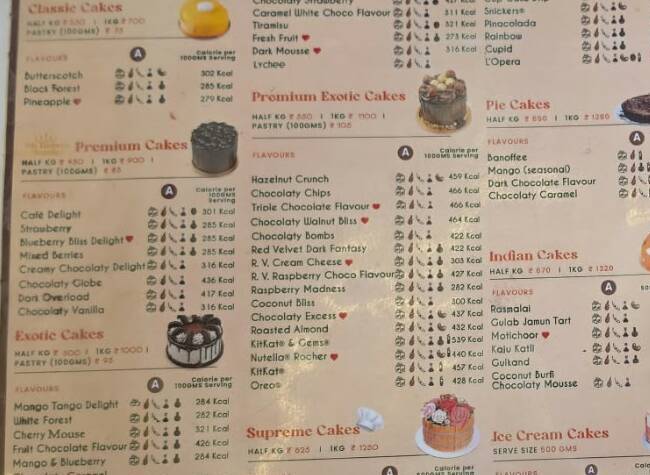 Classic Cakes
HALF KG ₹ 550 | 1KG ₹ 700
PASTRY (100GMS) ₹ 75
FLAVOURS A Calorie per 100GMS Serving
Butterscotch 302 Kcal
Black Forest 285 Kcal
Pineapple 279 Kcal
Premium Cakes
HALF KG ₹ 450 | 1KG ₹ 900 |
PASTRY (100GMS) ₹ 85
FLAVOURS A Calorie per 100GMS Serving
Café Delight 301 Kcal
Strawberry 285 Kcal
Blueberry Bliss Delight 285 Kcal
Mixed Berries 285 Kcal
Creamy Chocolaty Delight 316 Kcal
Chocolaty Globe 436 Kcal
Dark Overload 417 Kcal
Chocolaty Vanilla 316 Kcal
Exotic Cakes
HALF KG ₹ 500 | 1KG ₹1000 |
PASTRY (100GMS) ₹ 95
FLAVOURS A Calorie per 100GMS Serving
Mango Tango Delight 284 Kcal
White Forest 282 Kcal
Cherry Mouse 321 Kcal
Fruit Chocolate Flavour 426 Kcal
Mango & Blueberry 284 Kcal
Chocolaty Strawberry 427 Kcal
Caramel White Choco Flavour 311 Kcal
Tiramisu 321 Kcal
Fresh Fruit 273 Kcal
Dark Mousse 316 Kcal
Lychee
Premium Exotic Cakes
HALF KG ₹ 550 | 1KG ₹ 1100 |
PASTRY (100GMS) ₹ 105
FLAVOURS A Calorie per 100GMS Serving
Hazelnut Crunch 459 Kcal
Chocolaty Chips 466 Kcal
Triple Chocolate Flavour 466 Kcal
Chocolaty Walnut Bliss 464 Kcal
Chocolaty Bombs 422 Kcal
Red Velvet Dark Fantasy 422 Kcal
R. V. Cream Cheese 303 Kcal
R. V. Raspberry Choco Flavour 427 Kcal
Raspberry Madness 282 Kcal
Coconut Bliss 300 Kcal
Chocolaty Excess 437 Kcal
Roasted Almond 432 Kcal
KitKat® & Gems® 539 Kcal
Nutella® Rocher 440 Kcal
KitKat® 457 Kcal
Oreo® 428 Kcal
Supreme Cakes
HALF KG ₹ 625 | 1KG ₹ 1250
Calorie per
Snickers®
Pinacolada
Rainbow
Cupid
L'Opera
Pie Cakes
HALF KG ₹ 650 | 1KG ₹ 1250
FLAVOURS A
Banoffee
Mango (seasonal)
Dark Chocolate Flavour
Chocolaty Caramel
Indian Cakes
HALF KG ₹ 670 | 1KG ₹ 1320
FLAVOURS A
Rasmalai
Gulab Jamun Tart
Motichoor
Kaju Katli
Gulkand
Coconut Burfi
Chocolaty Mousse
Ice Cream Cakes
SERVE SIZE 500 GMS